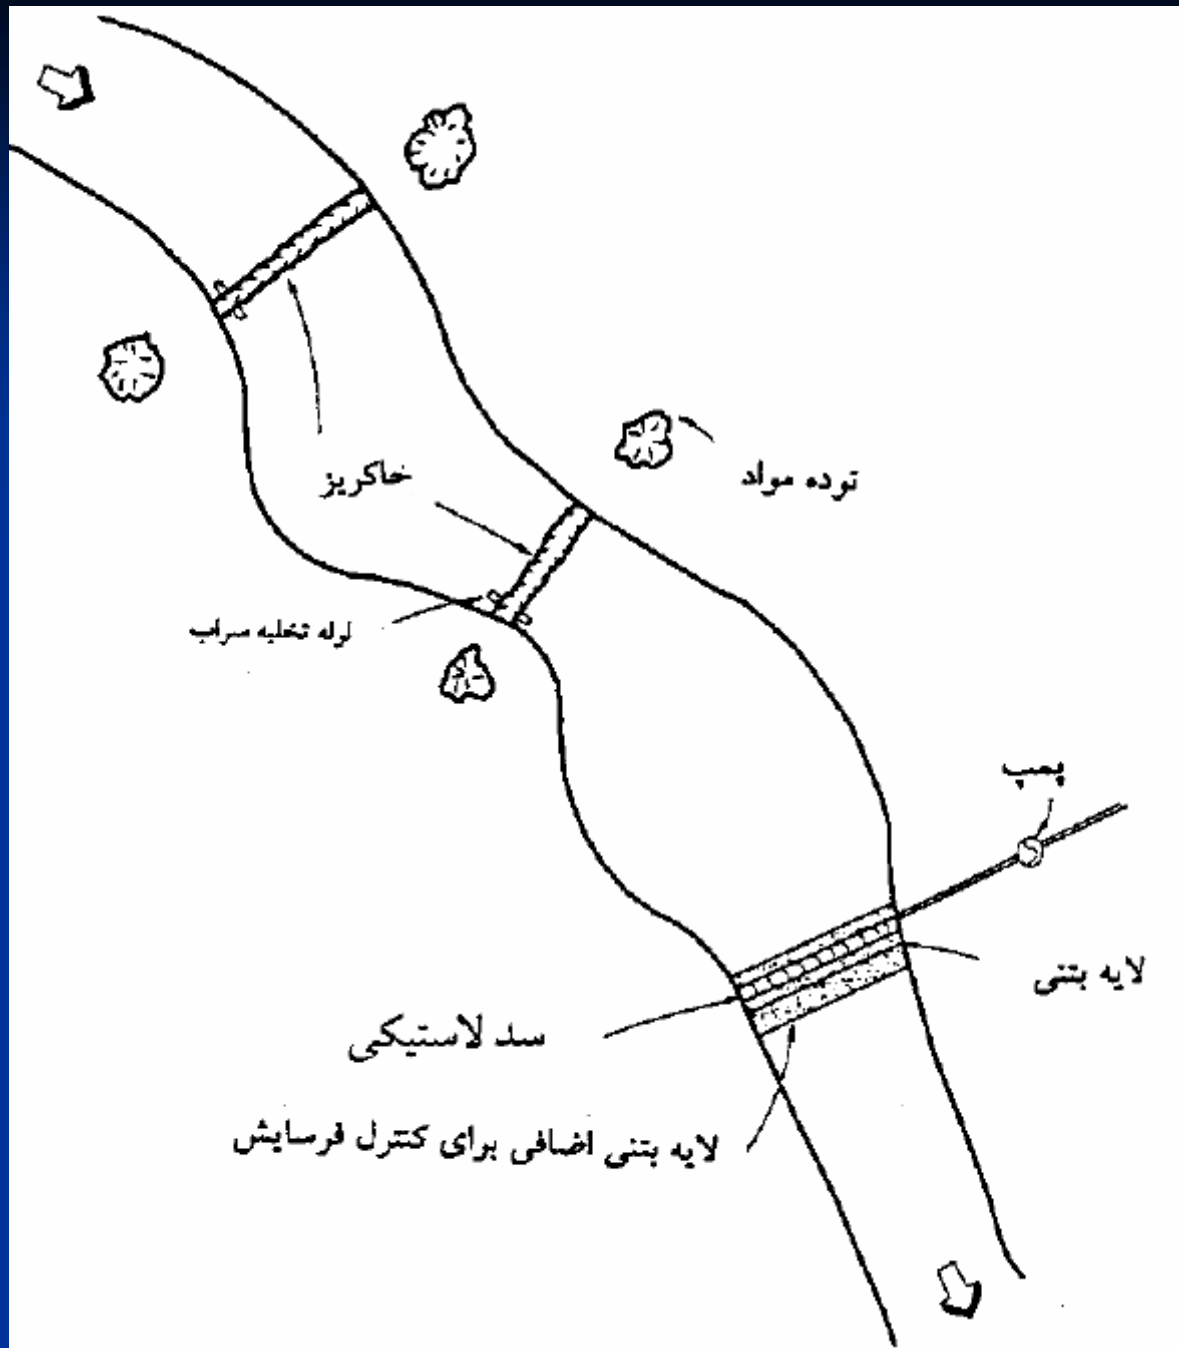 توده مواد
خاکریز
لوله تخلیه سراب
پمپ
لایه بتنی
سد لاستیکی
لایه بتنی اضافی برای کنترل فرسایش